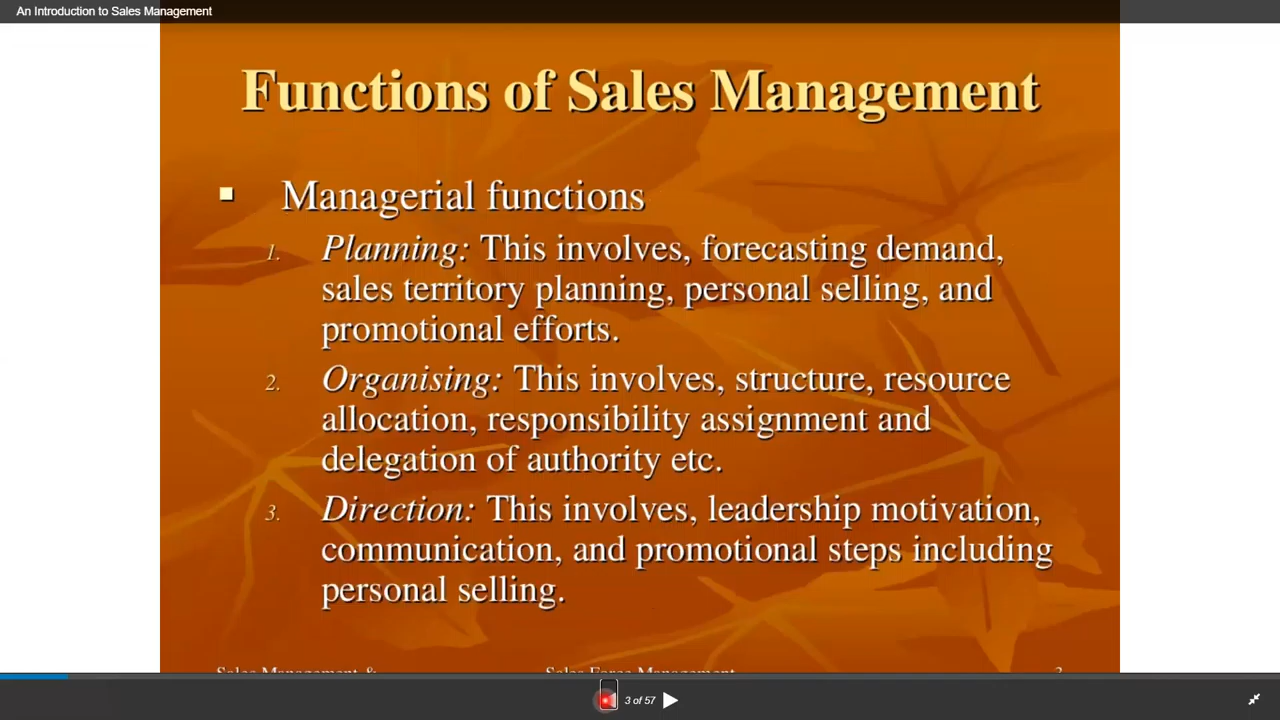 An Introduction to Sales Management
Functions of Sales Management
▪ Managerial functions
1. Planning: This involves, forecasting demand,
sales territory planning, personal selling, and
promotional efforts.
2. Organising: This involves, structure, resource
allocation, responsibility assignment and
delegation of authority etc.
3. Direction: This involves, leadership motivation,
communication, and promotional steps including
personal selling.
Sales Management & Sales Force Management 3
3 of 57